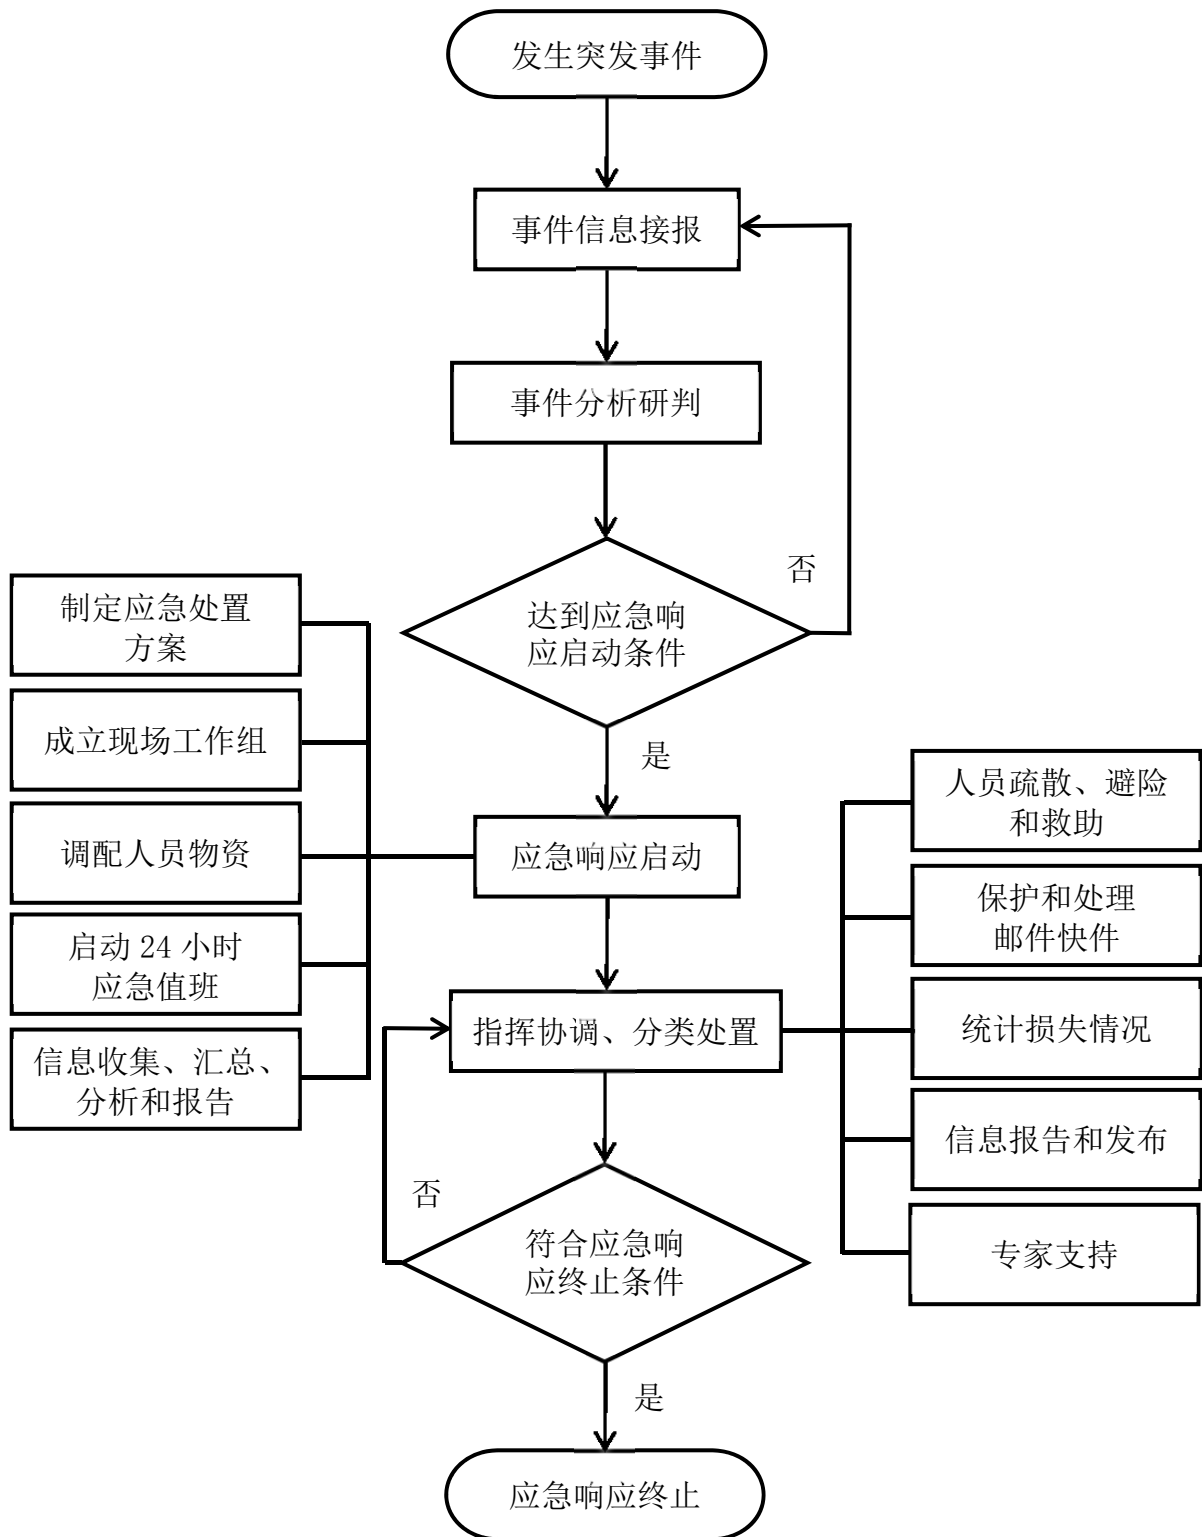 发生突发事件
事件信息接报
事件分析研判
否
达到应急响
应启动条件
是
制定应急处置
方案
成立现场工作组
调配人员物资
启动 24 小时
应急值班
信息收集、汇总、
分析和报告
应急响应启动
指挥协调、分类处置
人员疏散、避险
和救助
保护和处理
邮件快件
统计损失情况
信息报告和发布
专家支持
否
符合应急响
应终止条件
是
应急响应终止